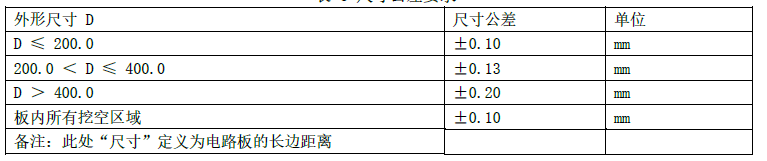 外形尺寸 D 尺寸公差 单位
D ≤ 200.0 ±0.10 mm
200.0 < D ≤ 400.0 ±0.13 mm
D > 400.0 ±0.20 mm
板内所有挖空区域 ±0.10 mm
备注：此处“尺寸”定义为电路板的长边距离